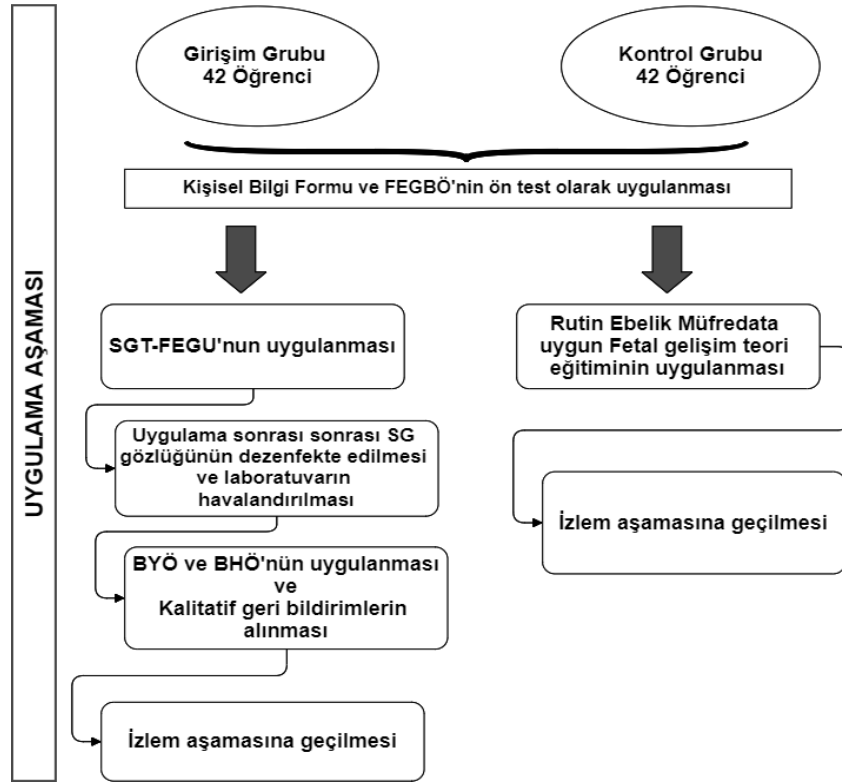 UYGULAMA AŞAMASI
Girişim Grubu
42 Öğrenci
Kontrol Grubu
42 Öğrenci
Kişisel Bilgi Formu ve FEGBÖ'nin ön test olarak uygulanması
SGT-FEGU'nun uygulanması
Rutin Ebelik Müfredata
uygun Fetal gelişim teori
eğitiminin uygulanması
Uygulama sonrası sonrası SG
gözlüğünün dezenfekte edilmesi
ve laboratuvarın
havalandırılması
İzlem aşamasına geçilmesi
BYÖ ve BHÖ'nün uygulanması
ve
Kalitatif geri bildirimlerin
alınması
İzlem aşamasına geçilmesi